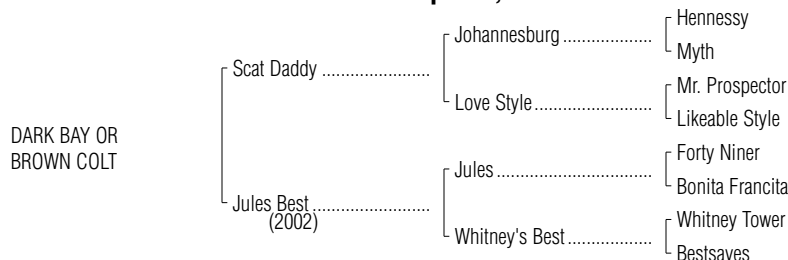 Hennessy
Johannesburg ....................
Myth
Scat Daddy .......................
Mr. Prospector
Love Style..........................
Likeable Style
DARK BAY OR
BROWN COLT
Forty Niner
Jules ..................................
Bonita Francita
Jules Best .........................
(2002)
Whitney Tower
Whitney's Best...................
Bestsayes